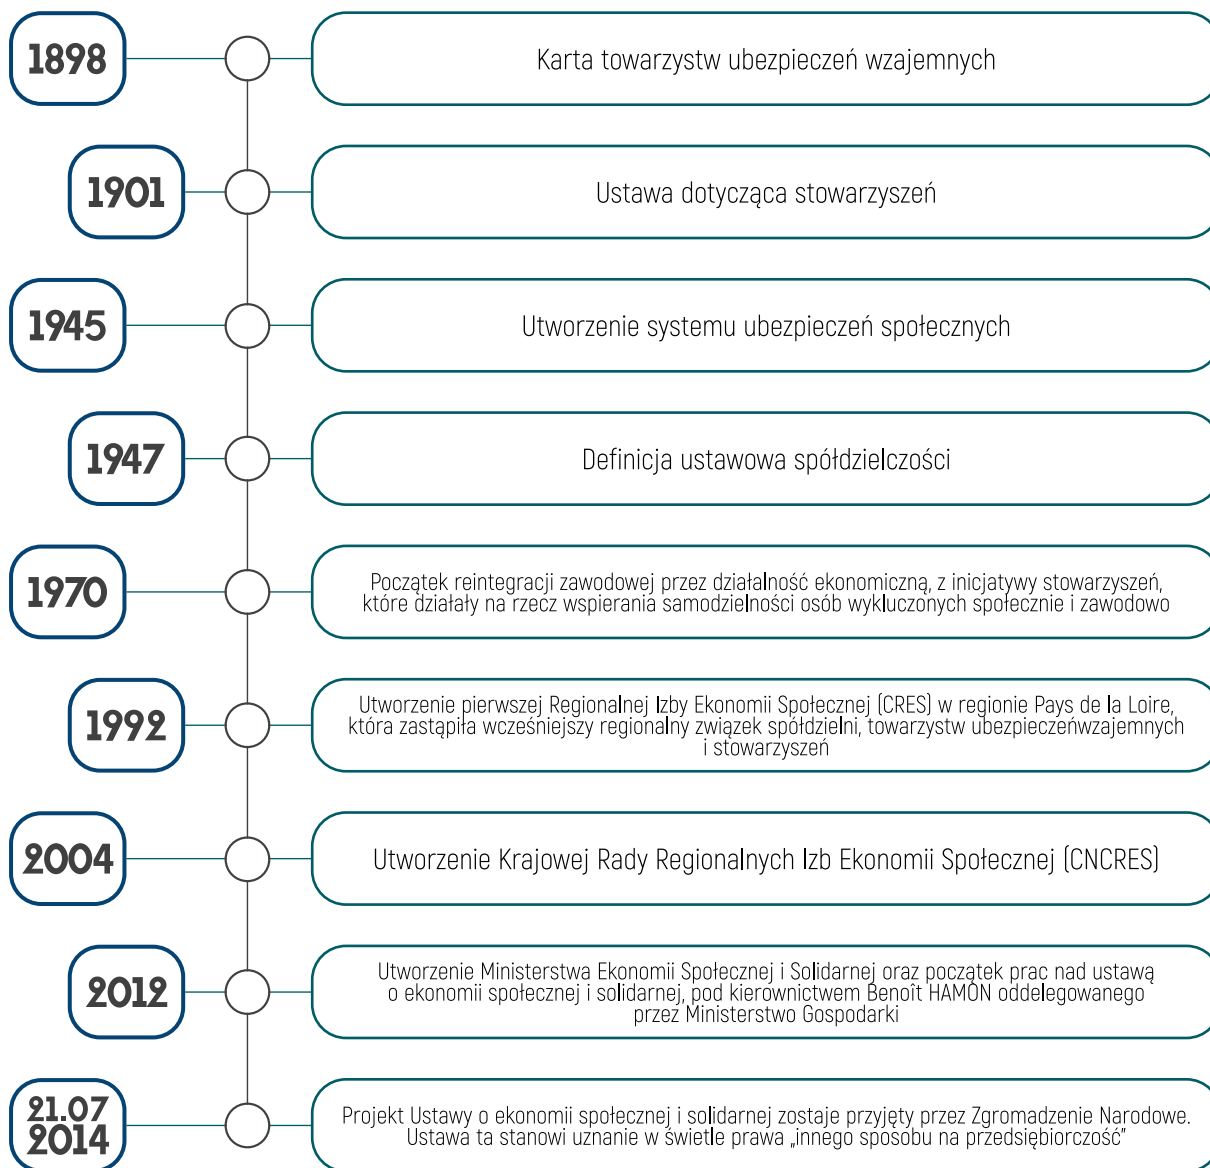 1898
Karta towarzystw ubezpieczeń wzajemnych
1901
Ustawa dotycząca stowarzyszeń
1945
Utworzenie systemu ubezpieczeń społecznych
1947
Definicja ustawowa spółdzielczości
1970
Początek reintegracji zawodowej przez działalność ekonomiczną, z inicjatywy stowarzyszeń,
które działały na rzecz wspierania samodzielności osób wykluczonych społecznie i zawodowo
1992
Utworzenie pierwszej Regionalnej Izby Ekonomii Społecznej (CRES) w regionie Pays de la Loire,
która zastąpiła wcześniejszy regionalny związek spółdzielni, towarzystw ubezpieczeńwzajemnych
i stowarzyszeń
2004
Utworzenie Krajowej Rady Regionalnych Izb Ekonomii Społecznej (CNCRES)
2012
Utworzenie Ministerstwa Ekonomii Społecznej i Solidarnej oraz początek prac nad ustawą
o ekonomii społecznej i solidarnej, pod kierownictwem Benoît HAMON oddelegowanego
przez Ministerstwo Gospodarki
21.07
2014
Projekt Ustawy o ekonomii społecznej i solidarnej zostaje przyjęty przez Zgromadzenie Narodowe.
Ustawa ta stanowi uznanie w świetle prawa „innego sposobu na przedsiębiorczość”